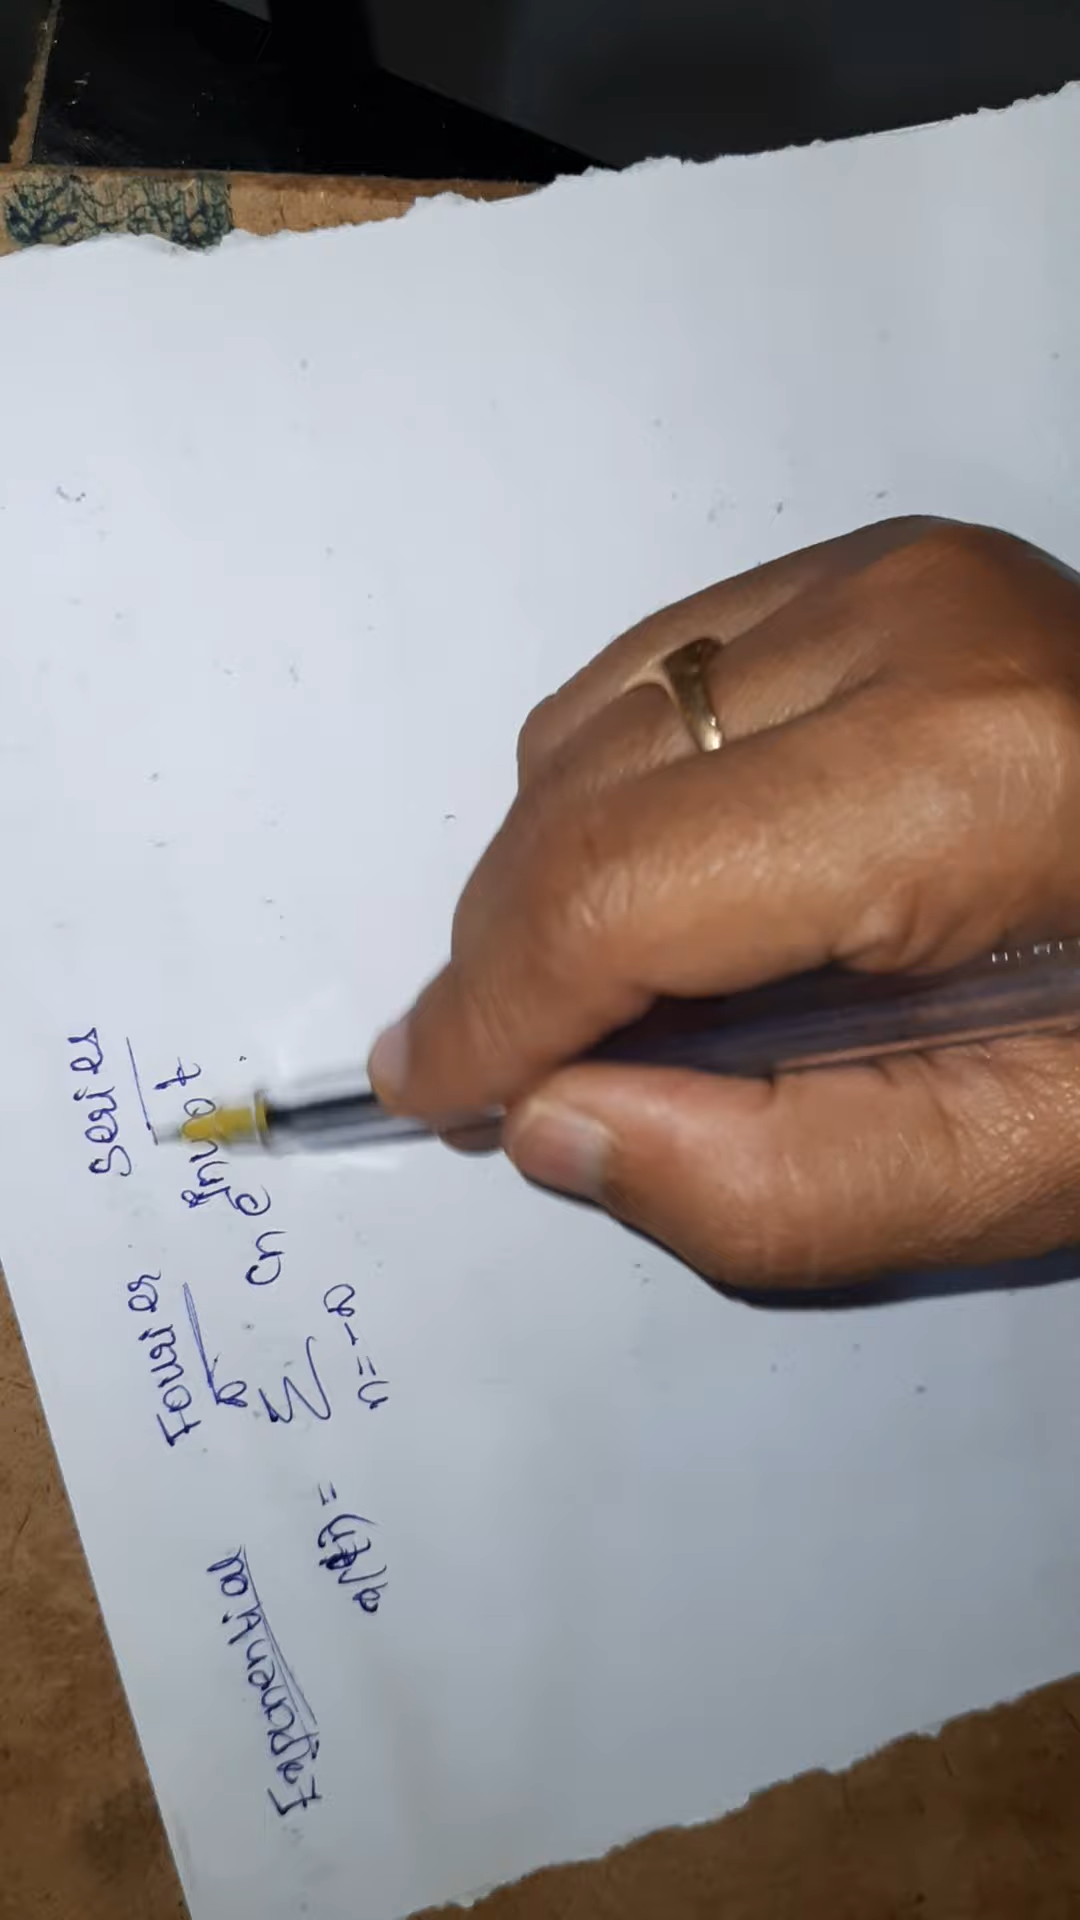 Exponential Fourier Series
x(t) = ∞ Σ n=-∞ cn e^jnω0t